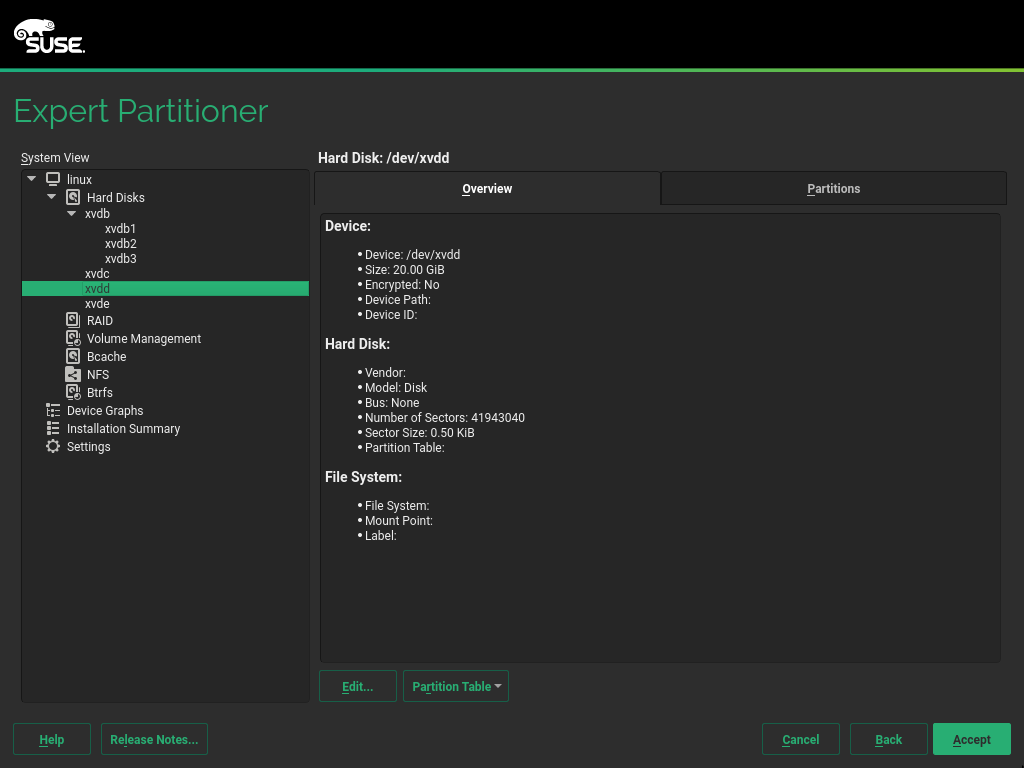 SUSE.
Expert Partitioner
System View
linux
Hard Disks
xvdb
xvdb1
xvdb2
xvdb3
xvdc
xvdd
xvde
RAID
Volume Management
Bcache
NFS
Btrfs
Device Graphs
Installation Summary
Settings
Hard Disk: /dev/xvdd
Overview
Partitions
Device:
• Device: /dev/xvdd
• Size: 20.00 GiB
• Encrypted: No
• Device Path:
• Device ID:
Hard Disk:
• Vendor:
• Model: Disk
• Bus: None
• Number of Sectors: 41943040
• Sector Size: 0.50 KiB
• Partition Table:
File System:
• File System:
• Mount Point:
• Label:
Edit...
Partition Table
Help
Release Notes...
Cancel
Back
Accept